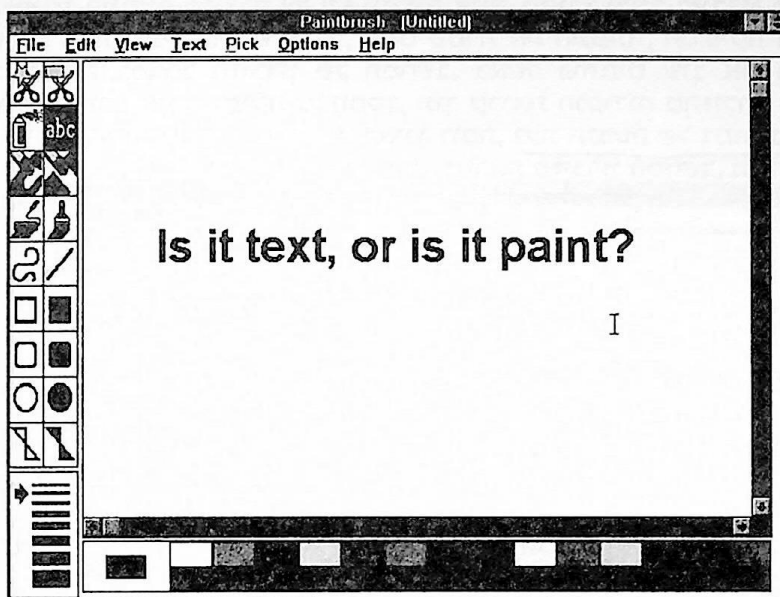 Paintbrush - (Untitled)
File Edit View Text Pick Options Help
abc
Is it text, or is it paint?